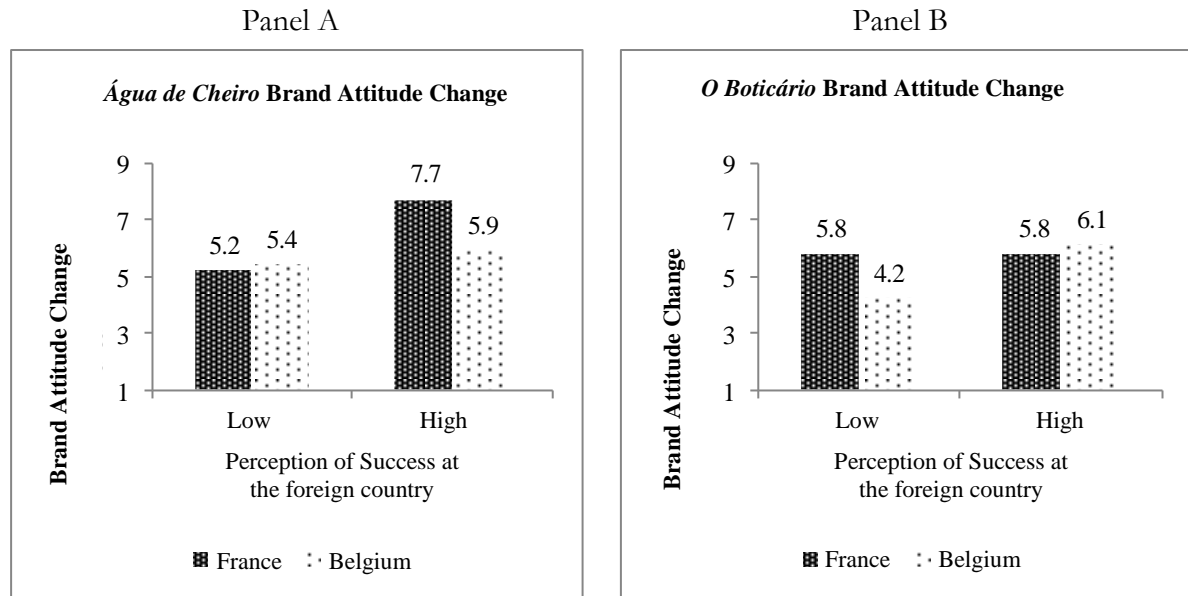 Panel A
Água de Cheiro Brand Attitude Change
Brand Attitude Change
9
7
5
3
1
5.2
5.4
7.7
5.9
Low
High
Perception of Success at
the foreign country
France
Belgium
Panel B
O Boticário Brand Attitude Change
Brand Attitude Change
9
7
5
3
1
5.8
4.2
5.8
6.1
Low
High
Perception of Success at
the foreign country
France
Belgium